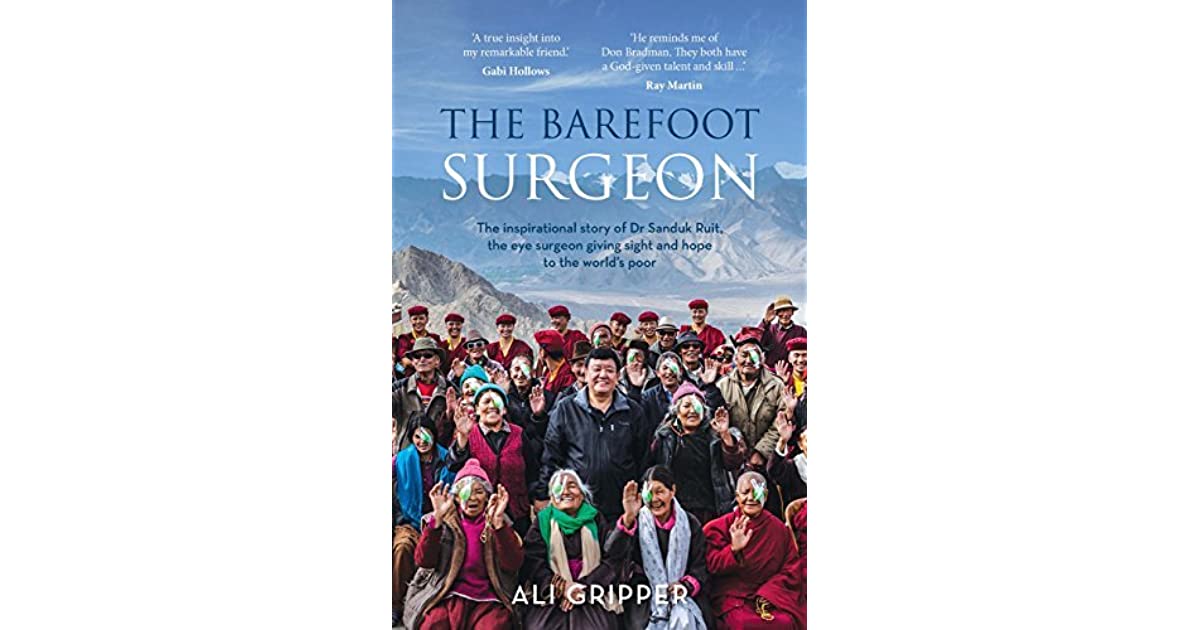 'A true insight into
my remarkable friend.'
Gabi Hollows
'He reminds me of
Don Bradman. They both have
a God-given talent and skill ...'
Ray Martin
THE BAREFOOT
SURGEON
The inspirational story of Dr Sanduk Ruit,
the eye surgeon giving sight and hope
to the world's poor
ALI GRIPPER